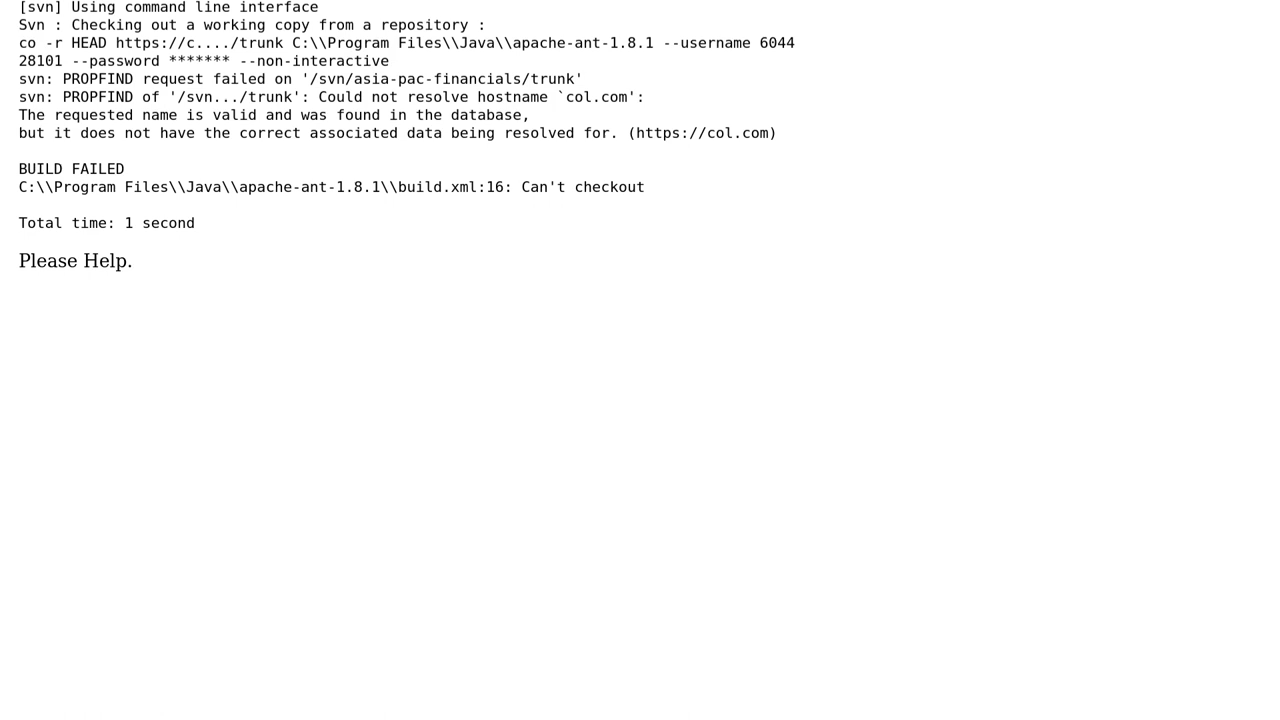 [svn] Using command line interface
Svn : Checking out a working copy from a repository :
co -r HEAD https://c..../trunk C:\\Program Files\\Java\\apache-ant-1.8.1 --username 6044
28101 --password ******* --non-interactive
svn: PROPFIND request failed on '/svn/asia-pac-financials/trunk'
svn: PROPFIND of '/svn.../trunk': Could not resolve hostname `col.com':
The requested name is valid and was found in the database,
but it does not have the correct associated data being resolved for. (https://col.com)
BUILD FAILED
C:\\Program Files\\Java\\apache-ant-1.8.1\\build.xml:16: Can't checkout
Total time: 1 second
Please Help.